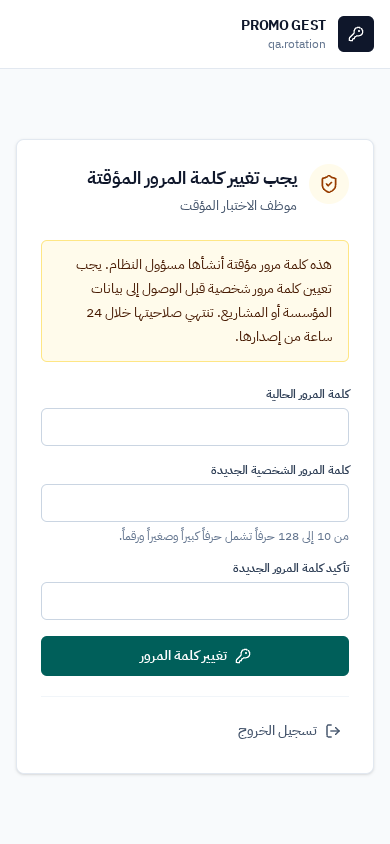 PROMO GEST
qa.rotation
يجب تغيير كلمة المرور المؤقتة
موظف الاختبار المؤقت
هذه كلمة مرور مؤقتة أنشأها مسؤول النظام. يجب
تعيين كلمة مرور شخصية قبل الوصول إلى بيانات
المؤسسة أو المشاريع. تنتهي صلاحيتها خلال 24
ساعة من إصدارها.
كلمة المرور الحالية
كلمة المرور الشخصية الجديدة
من 10 إلى 128 حرفاً تشمل حرفاً كبيراً وصغيراً ورقماً.
تأكيد كلمة المرور الجديدة
تغيير كلمة المرور
تسجيل الخروج